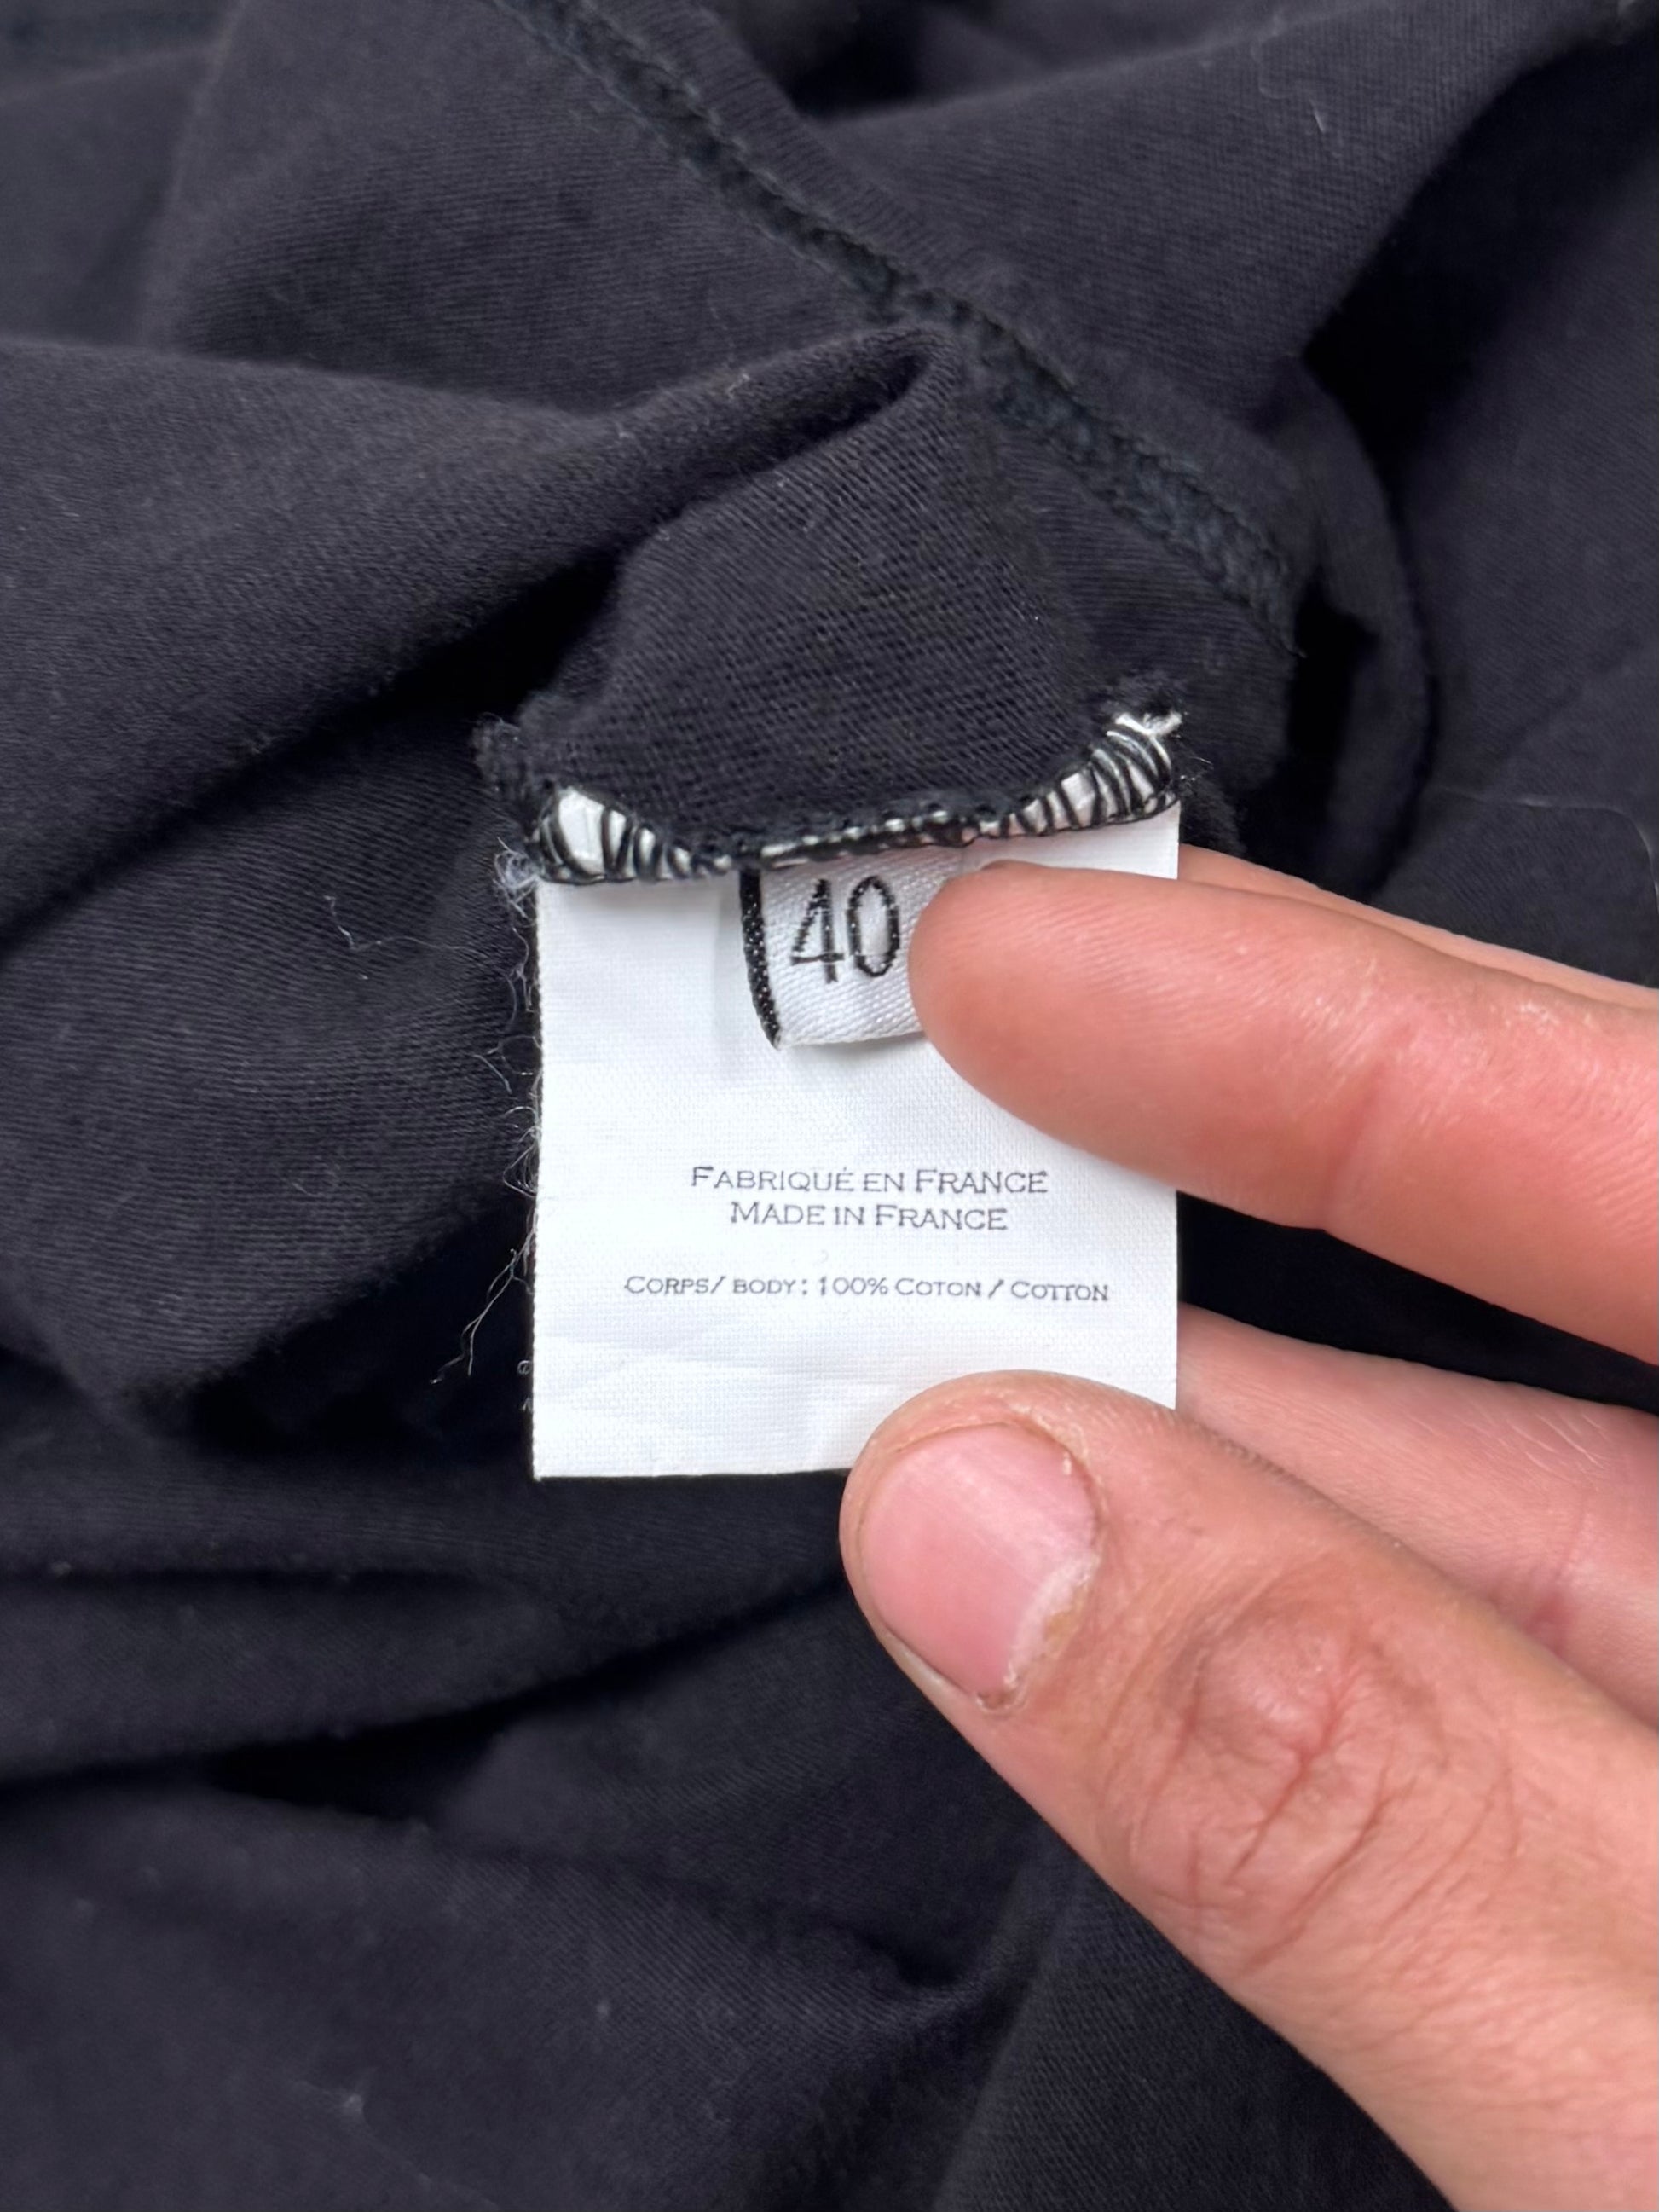 40
FABRIQUÉ EN FRANCE
MADE IN FRANCE
CORPS/ BODY: 100% COTON / COTTON